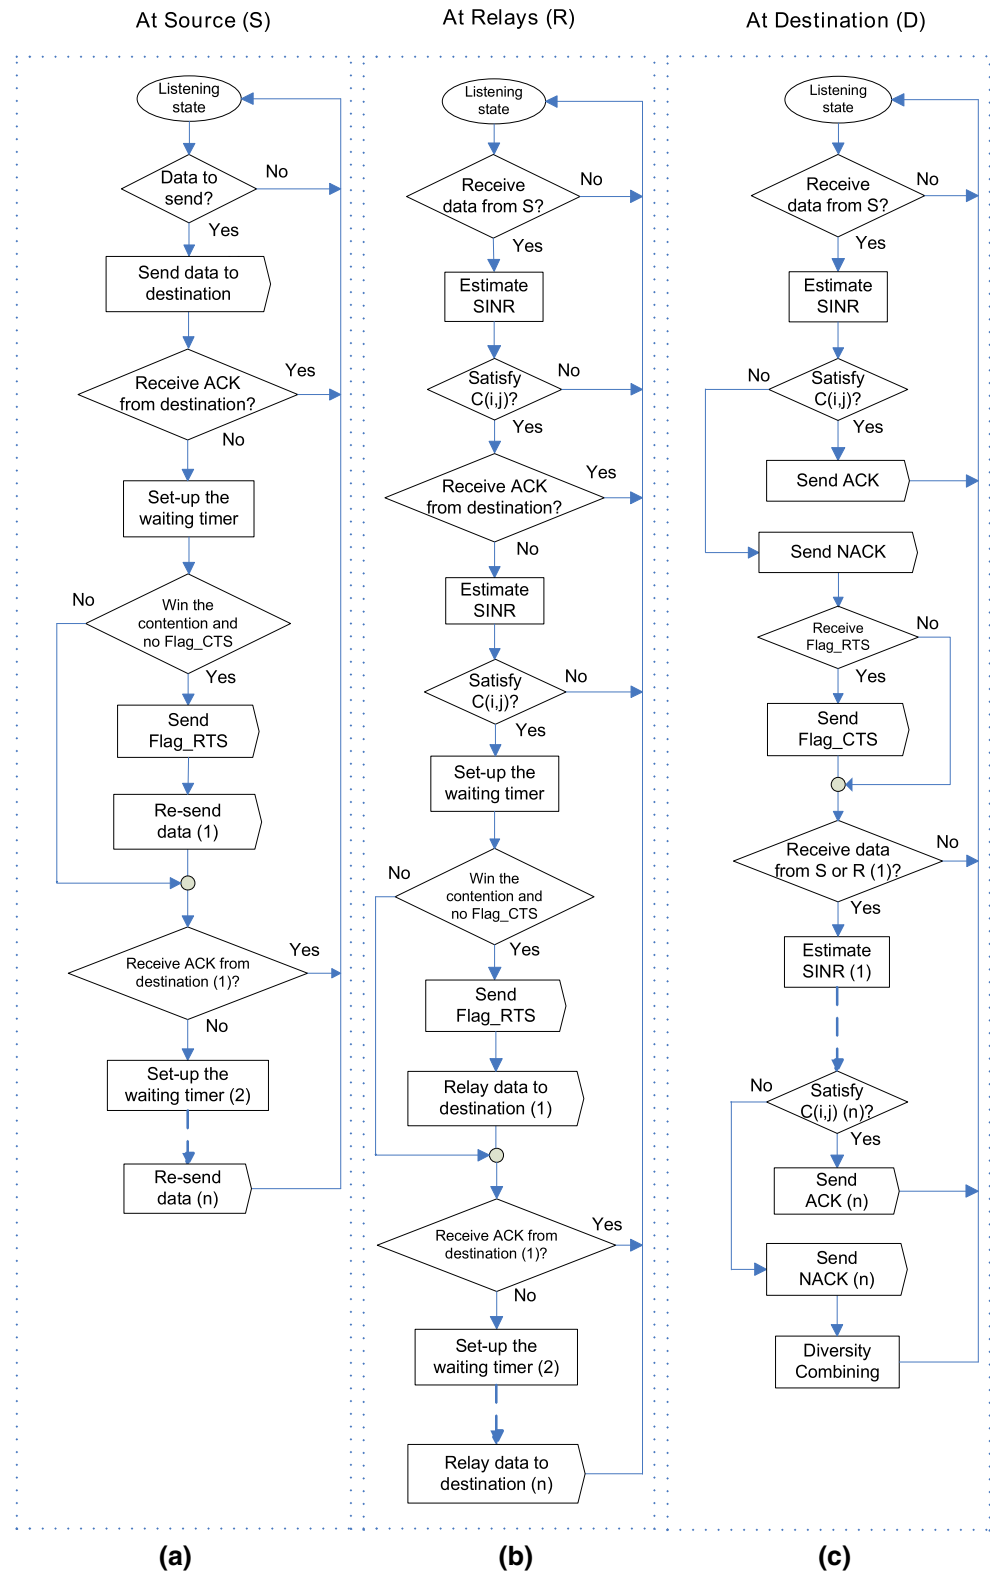 At Source (S)
Listening
state
Data to
send?
No
Yes
Send data to
destination
Receive ACK
from destination?
Yes
No
Set-up the
waiting timer
Win the
contention and
no Flag_CTS
No
Yes
Send
Flag_RTS
Re-send
data (1)
Receive ACK from
destination (1)?
Yes
No
Set-up the
waiting timer (2)
Re-send
data (n)
(a)
At Relays (R)
Listening
state
Receive
data from S?
No
Yes
Estimate
SINR
Satisfy
C(i,j)?
No
Yes
Receive ACK
from destination?
Yes
No
Estimate
SINR
Satisfy
C(i,j)?
No
Yes
Set-up the
waiting timer
Win the
contention and
no Flag_CTS
No
Yes
Send
Flag_RTS
Relay data to
destination (1)
Receive ACK from
destination (1)?
Yes
No
Set-up the
waiting timer (2)
Relay data to
destination (n)
(b)
At Destination (D)
Listening
state
Receive
data from S?
No
Yes
Estimate
SINR
Satisfy
C(i,j)?
No
Yes
Send ACK
Send NACK
Receive
Flag_RTS
No
Yes
Send
Flag_CTS
Receive data
from S or R (1)?
No
Yes
Estimate
SINR (1)
Satisfy
C(i,j) (n)?
No
Yes
Send
ACK (n)
Send
NACK (n)
Diversity
Combining
(c)